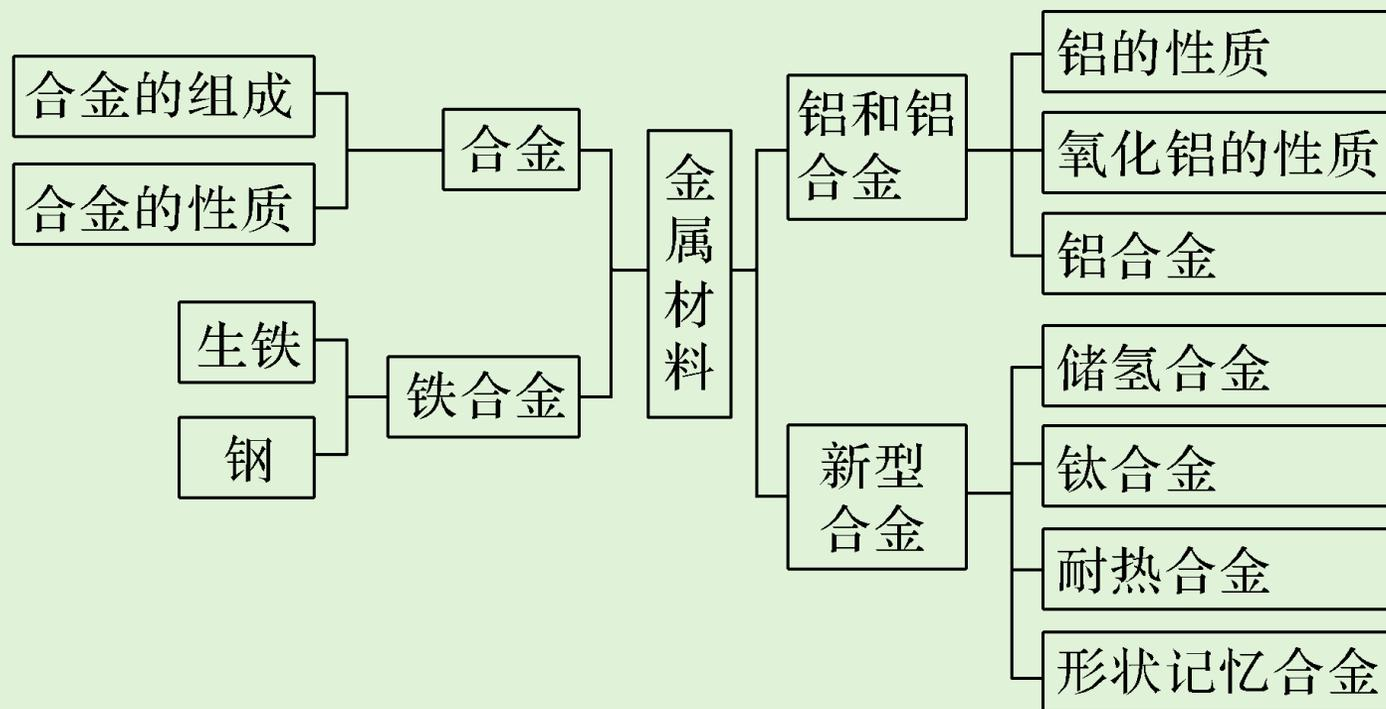 合金的组成
合金的性质
合金
生铁
钢
铁合金
金属材料
铝和铝
合金
铝的性质
氧化铝的性质
铝合金
新型
合金
储氢合金
钛合金
耐热合金
形状记忆合金